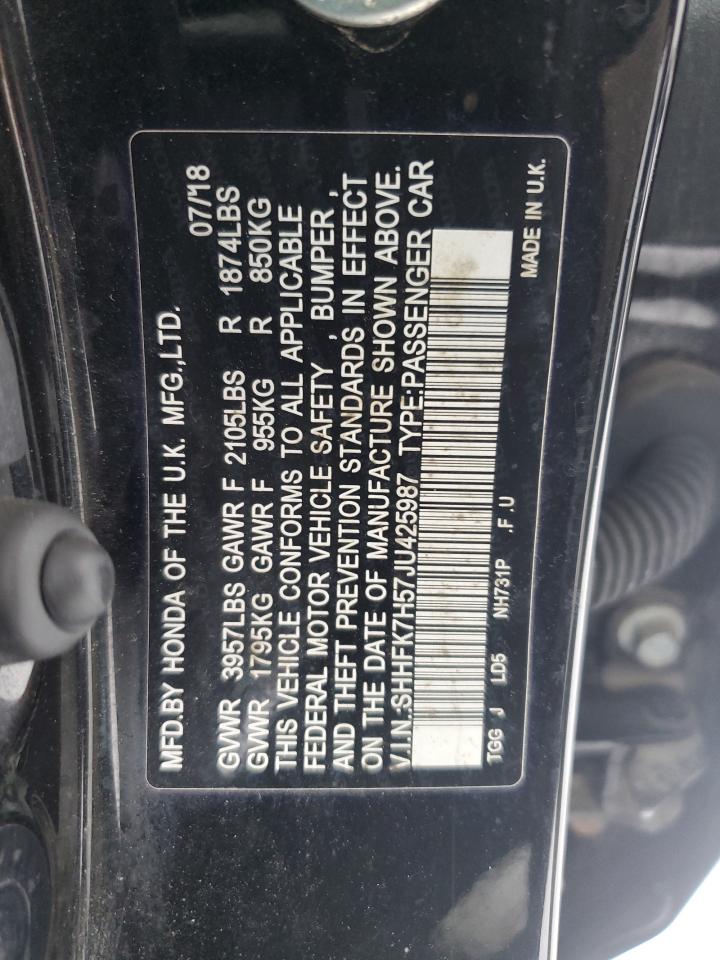 MFD.BY HONDA OF THE U.K. MFG.,LTD. 07/18
GVWR 3957LBS GAWR F 2105LBS R 1874LBS
GVWR 1795KG GAWR F 955KG R 850KG
THIS VEHICLE CONFORMS TO ALL APPLICABLE
FEDERAL MOTOR VEHICLE SAFETY , BUMPER ,
AND THEFT PREVENTION STANDARDS IN EFFECT
ON THE DATE OF MANUFACTURE SHOWN ABOVE.
V.I.N.:SHHFK7H57JU425987 TYPE:PASSENGER CAR
TGG J LD5 NH731P .F .U MADE IN U.K.